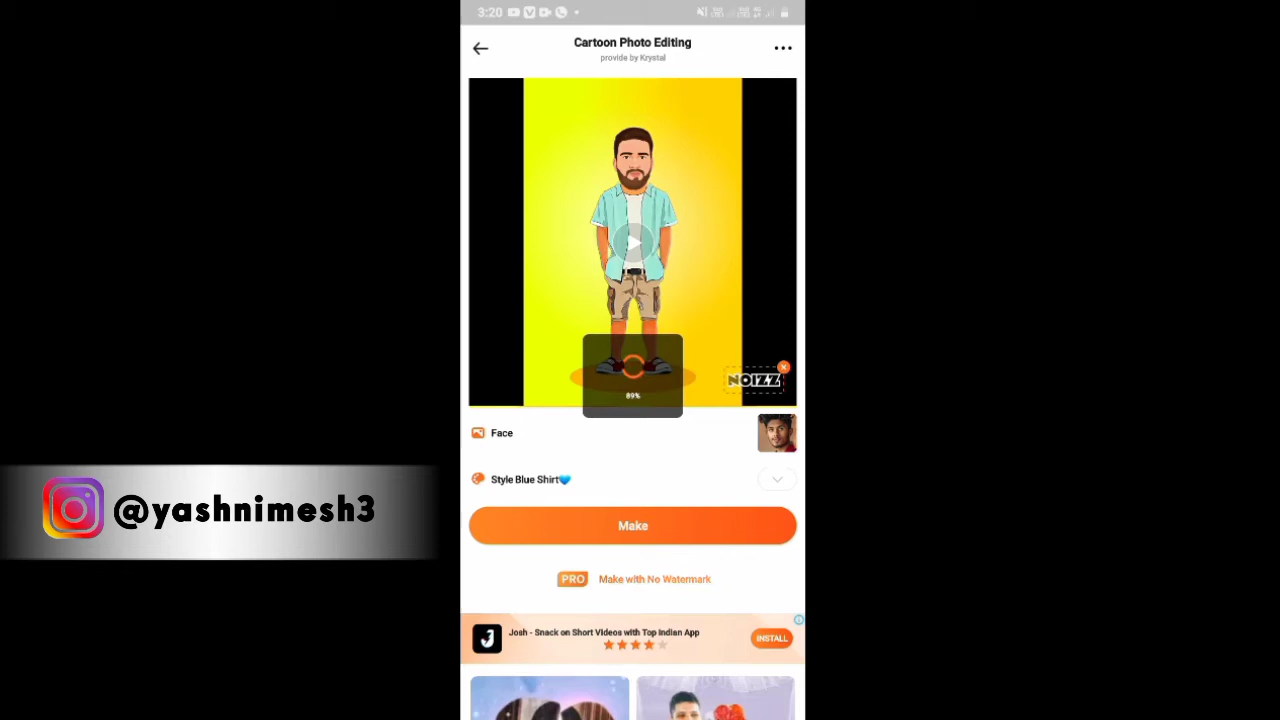 3:20
Cartoon Photo Editing
provide by Krystal
NOIZZ
89%
Face
Style Blue Shirt💙
@yashnimesh3
Make
PRO Make with No Watermark
Josh - Snack on Short Videos with Top Indian App
INSTALL